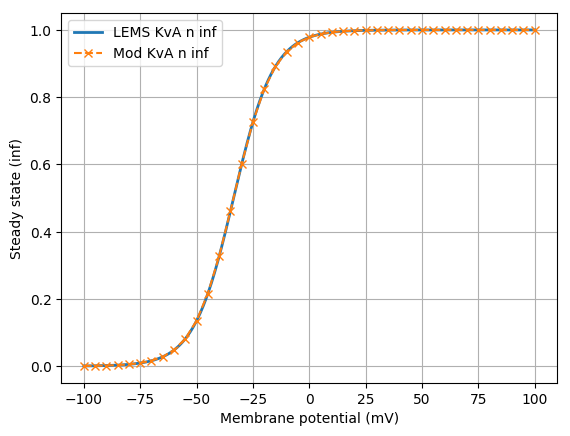 LEMS KvA n inf
Mod KvA n inf
1.0
0.8
0.6
0.4
0.2
0.0
Steady state (inf)
−100 −75 −50 −25 0 25 50 75 100
Membrane potential (mV)